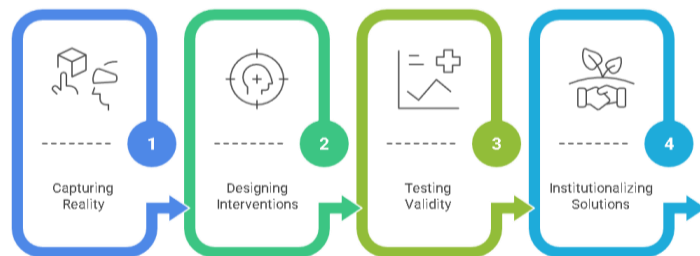 1
Capturing
Reality
2
Designing
Interventions
3
Testing
Validity
4
Institutionalizing
Solutions